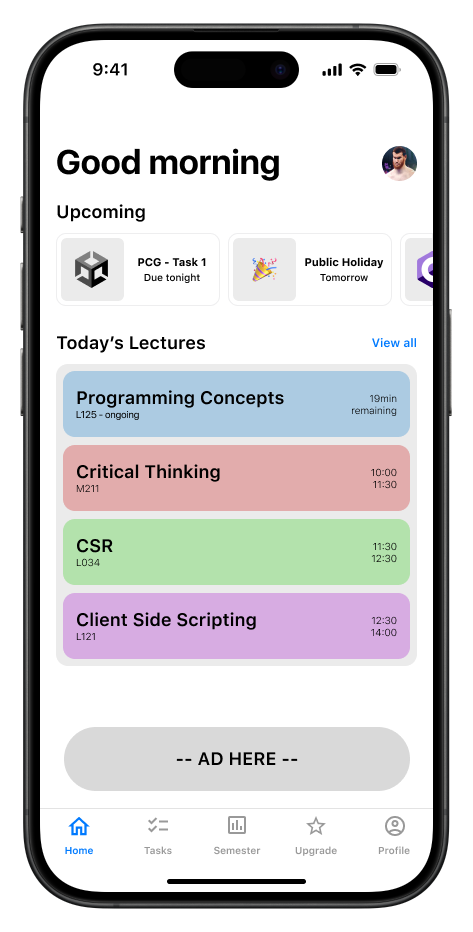 9:41
Good morning
Upcoming
PCG - Task 1
Due tonight
Public Holiday
Tomorrow
Today's Lectures
View all
Programming Concepts
L125 - ongoing
19min
remaining
Critical Thinking
M211
10:00
11:30
CSR
L034
11:30
12:30
Client Side Scripting
L121
12:30
14:00
-- AD HERE --
Home
Tasks
Semester
Upgrade
Profile